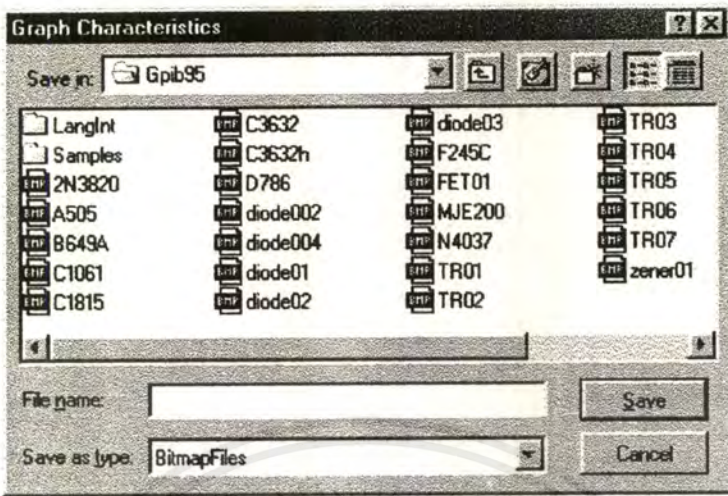 Graph Characteristics
Save in: Gpib95
LangInt C3632 diode03 TR03
Samples C3632h F245C TR04
2N3820 D786 FET01 TR05
A505 diode002 MJE200 TR06
B649A diode004 N4037 TR07
C1061 diode01 TR01 zener01
C1815 diode02 TR02
File name: Save
Save as type: BitmapFiles Cancel